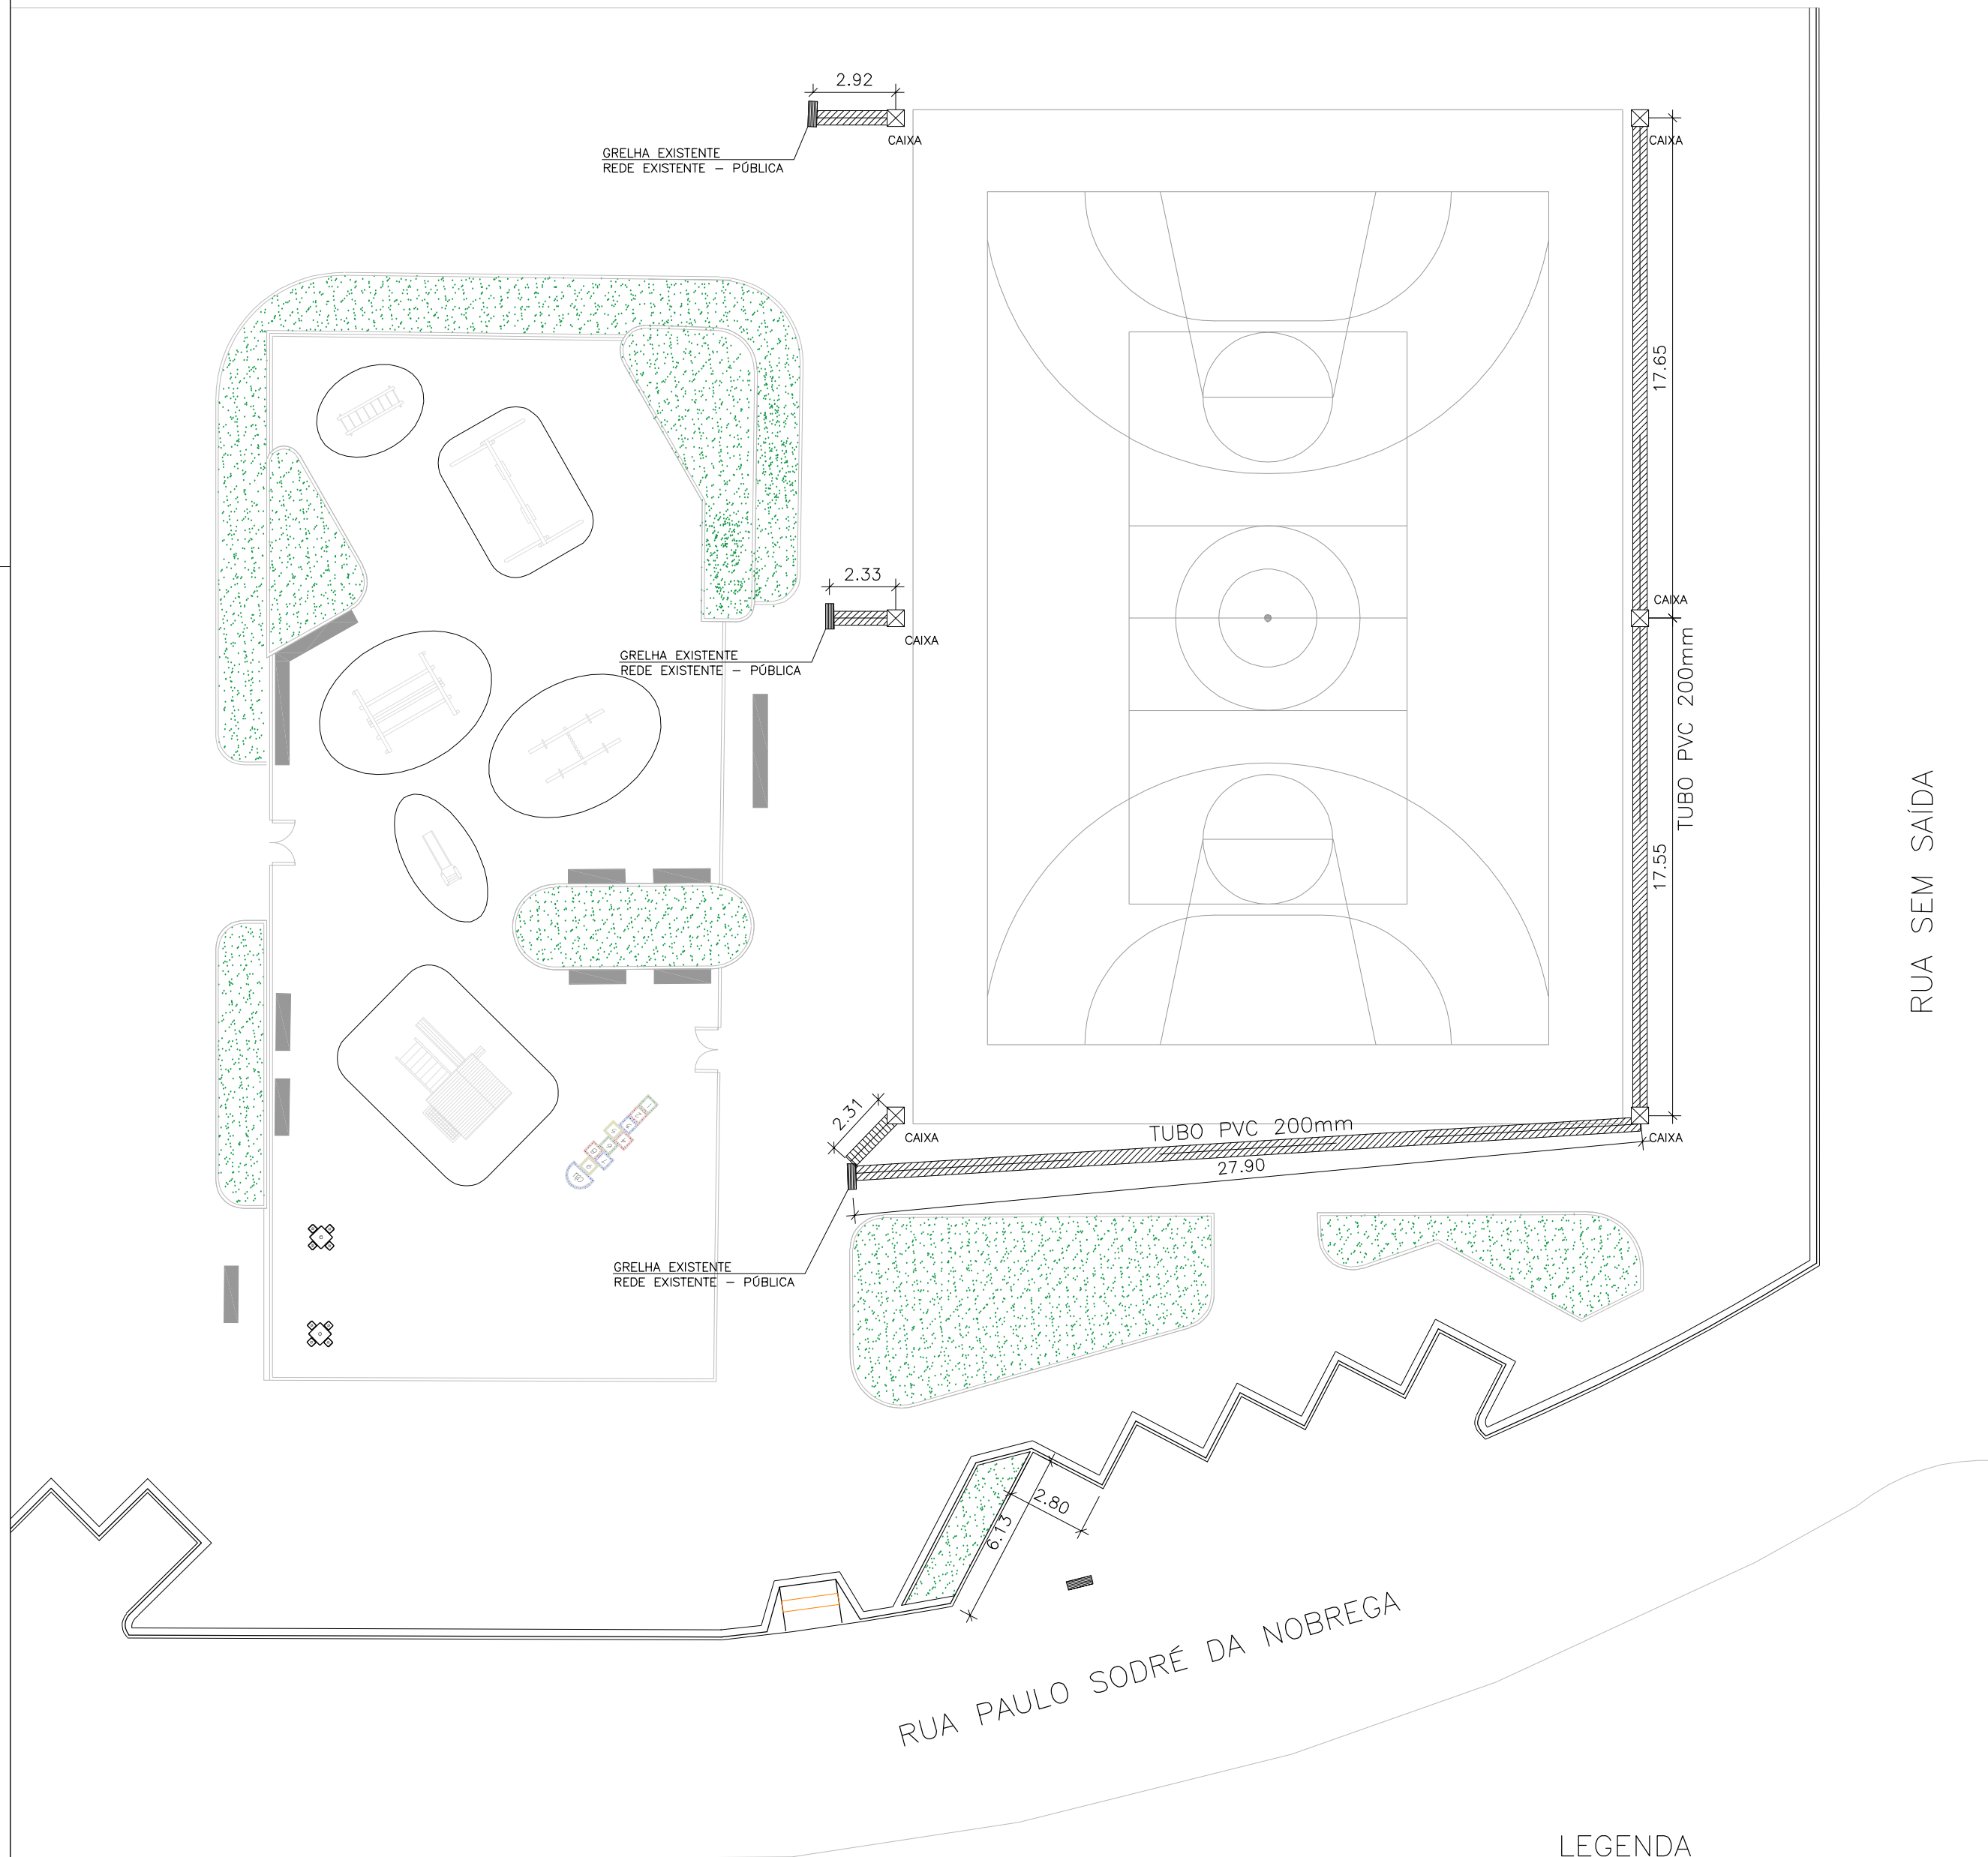 2.92
CAIXA
CAIXA
GRELHA EXISTENTE
REDE EXISTENTE - PÚBLICA
17.65
2.33
CAIXA
CAIXA
GRELHA EXISTENTE
REDE EXISTENTE - PÚBLICA
TUBO PVC 200mm
17.55
RUA SEM SAÍDA
2.31
CAIXA
TUBO PVC 200mm
CAIXA
27.90
GRELHA EXISTENTE
REDE EXISTENTE - PÚBLICA
2.80
6.13
RUA PAULO SODRÉ DA NOBREGA
LEGENDA